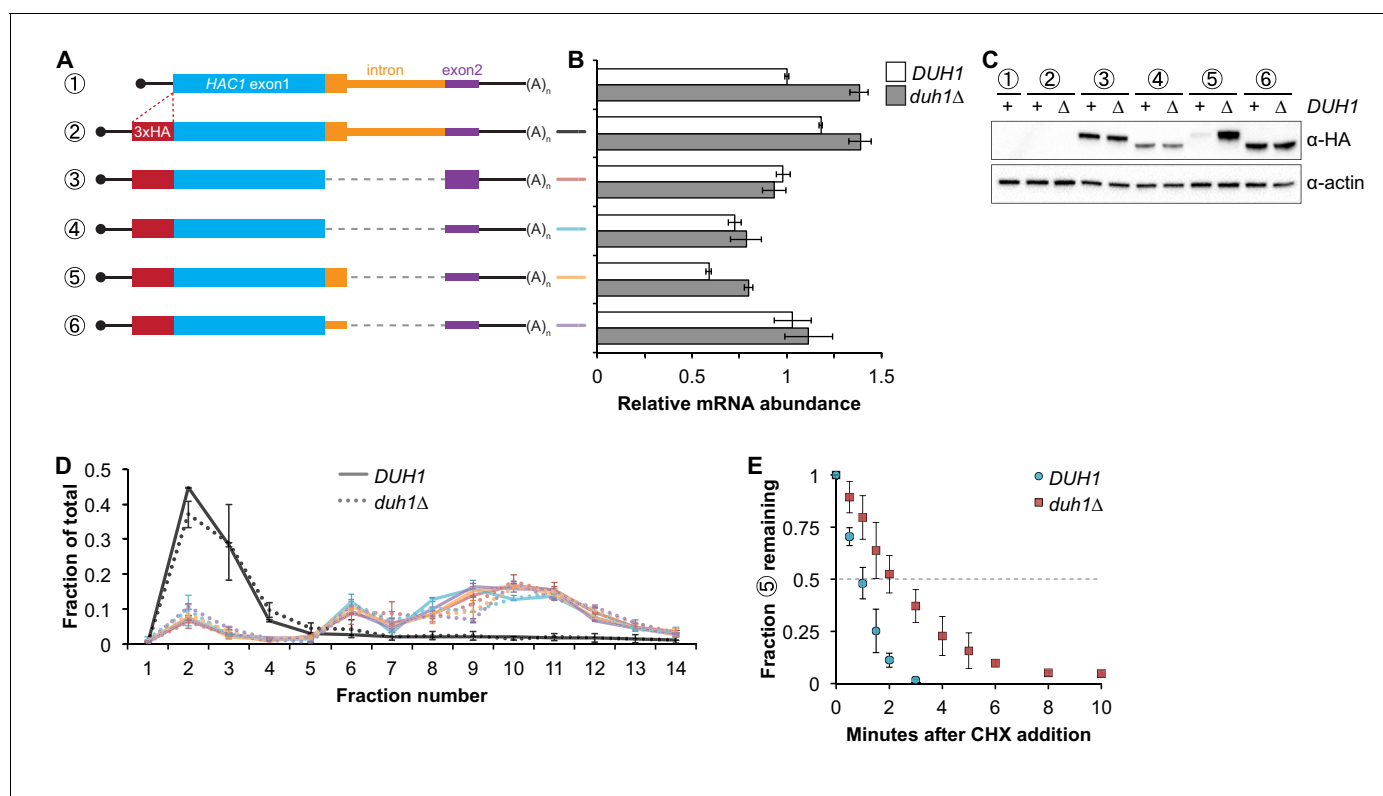 A
①
HAC1 exon1
intron
exon2
(A)n
3xHA
②
(A)n
③
(A)n
④
(A)n
⑤
(A)n
⑥
(A)n
B
DUH1
duh1Δ
0
0.5
1
1.5
Relative mRNA abundance
C
① ② ③ ④ ⑤ ⑥
+ + Δ + Δ + Δ + Δ + Δ
DUH1
α-HA
α-actin
D
DUH1
duh1Δ
0.5
0.4
0.3
0.2
0.1
0
Fraction of total
1 2 3 4 5 6 7 8 9 10 11 12 13 14
Fraction number
E
DUH1
duh1Δ
1
0.75
0.5
0.25
0
Fraction ⑤ remaining
0 2 4 6 8 10
Minutes after CHX addition